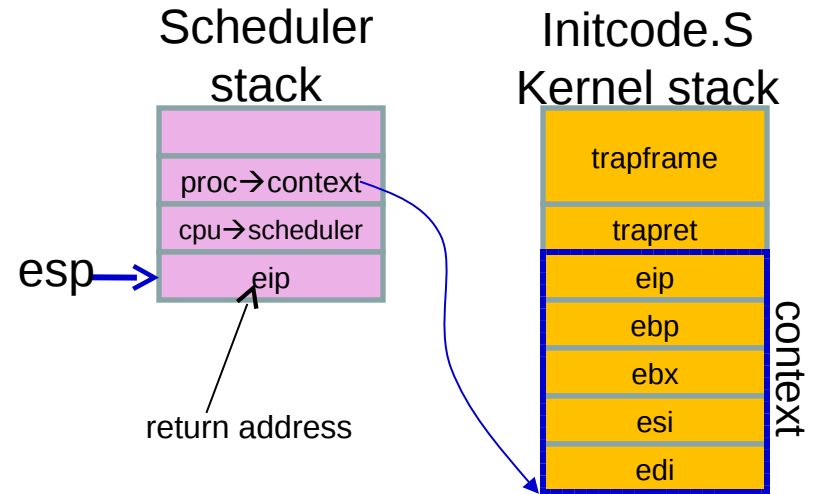 Scheduler
stack
proc→context
cpu→scheduler
esp
eip
return address
Initcode.S
Kernel stack
trapframe
trapret
eip
ebp
ebx
esi
edi
context